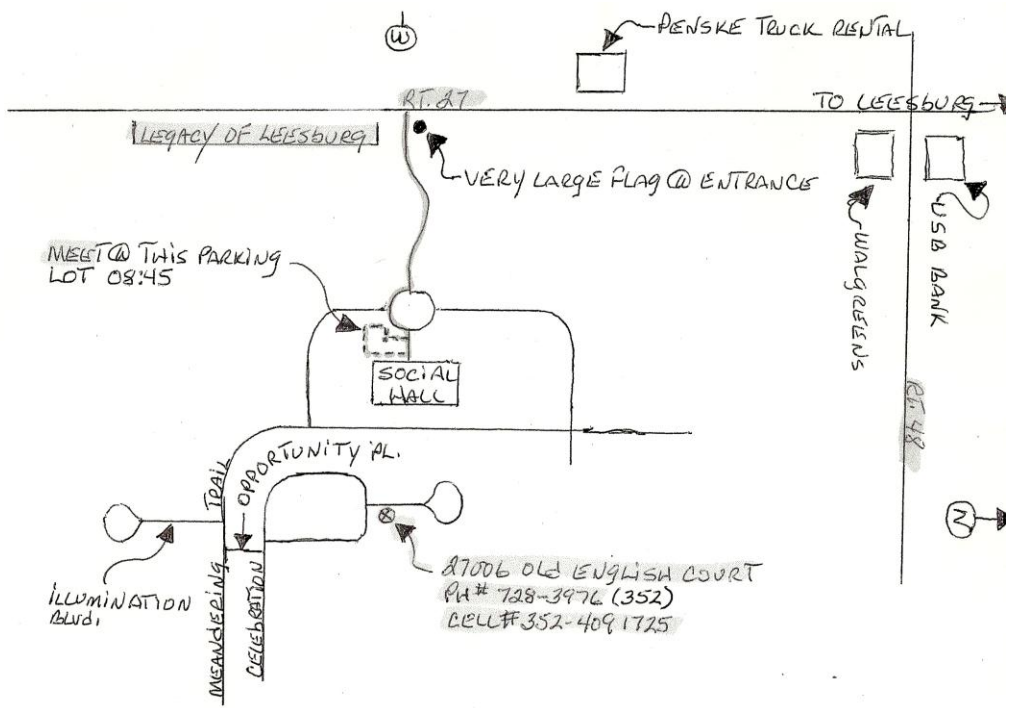 W
PENSKE TRUCK RENTAL
RT. 27
TO LEESBURG
LEGACY OF LEESBURG
VERY LARGE FLAG @ ENTRANCE
WALGREENS
USB BANK
MEET @ THIS PARKING
LOT 08:45
SOCIAL
HALL
RT. 48
OPPORTUNITY PL.
MEANDERING TRAIL
CELEBRATION
N
ILLUMINATION
BLVD.
27006 OLD ENGLISH COURT
PH# 728-3976 (352)
CELL# 352-409 1725